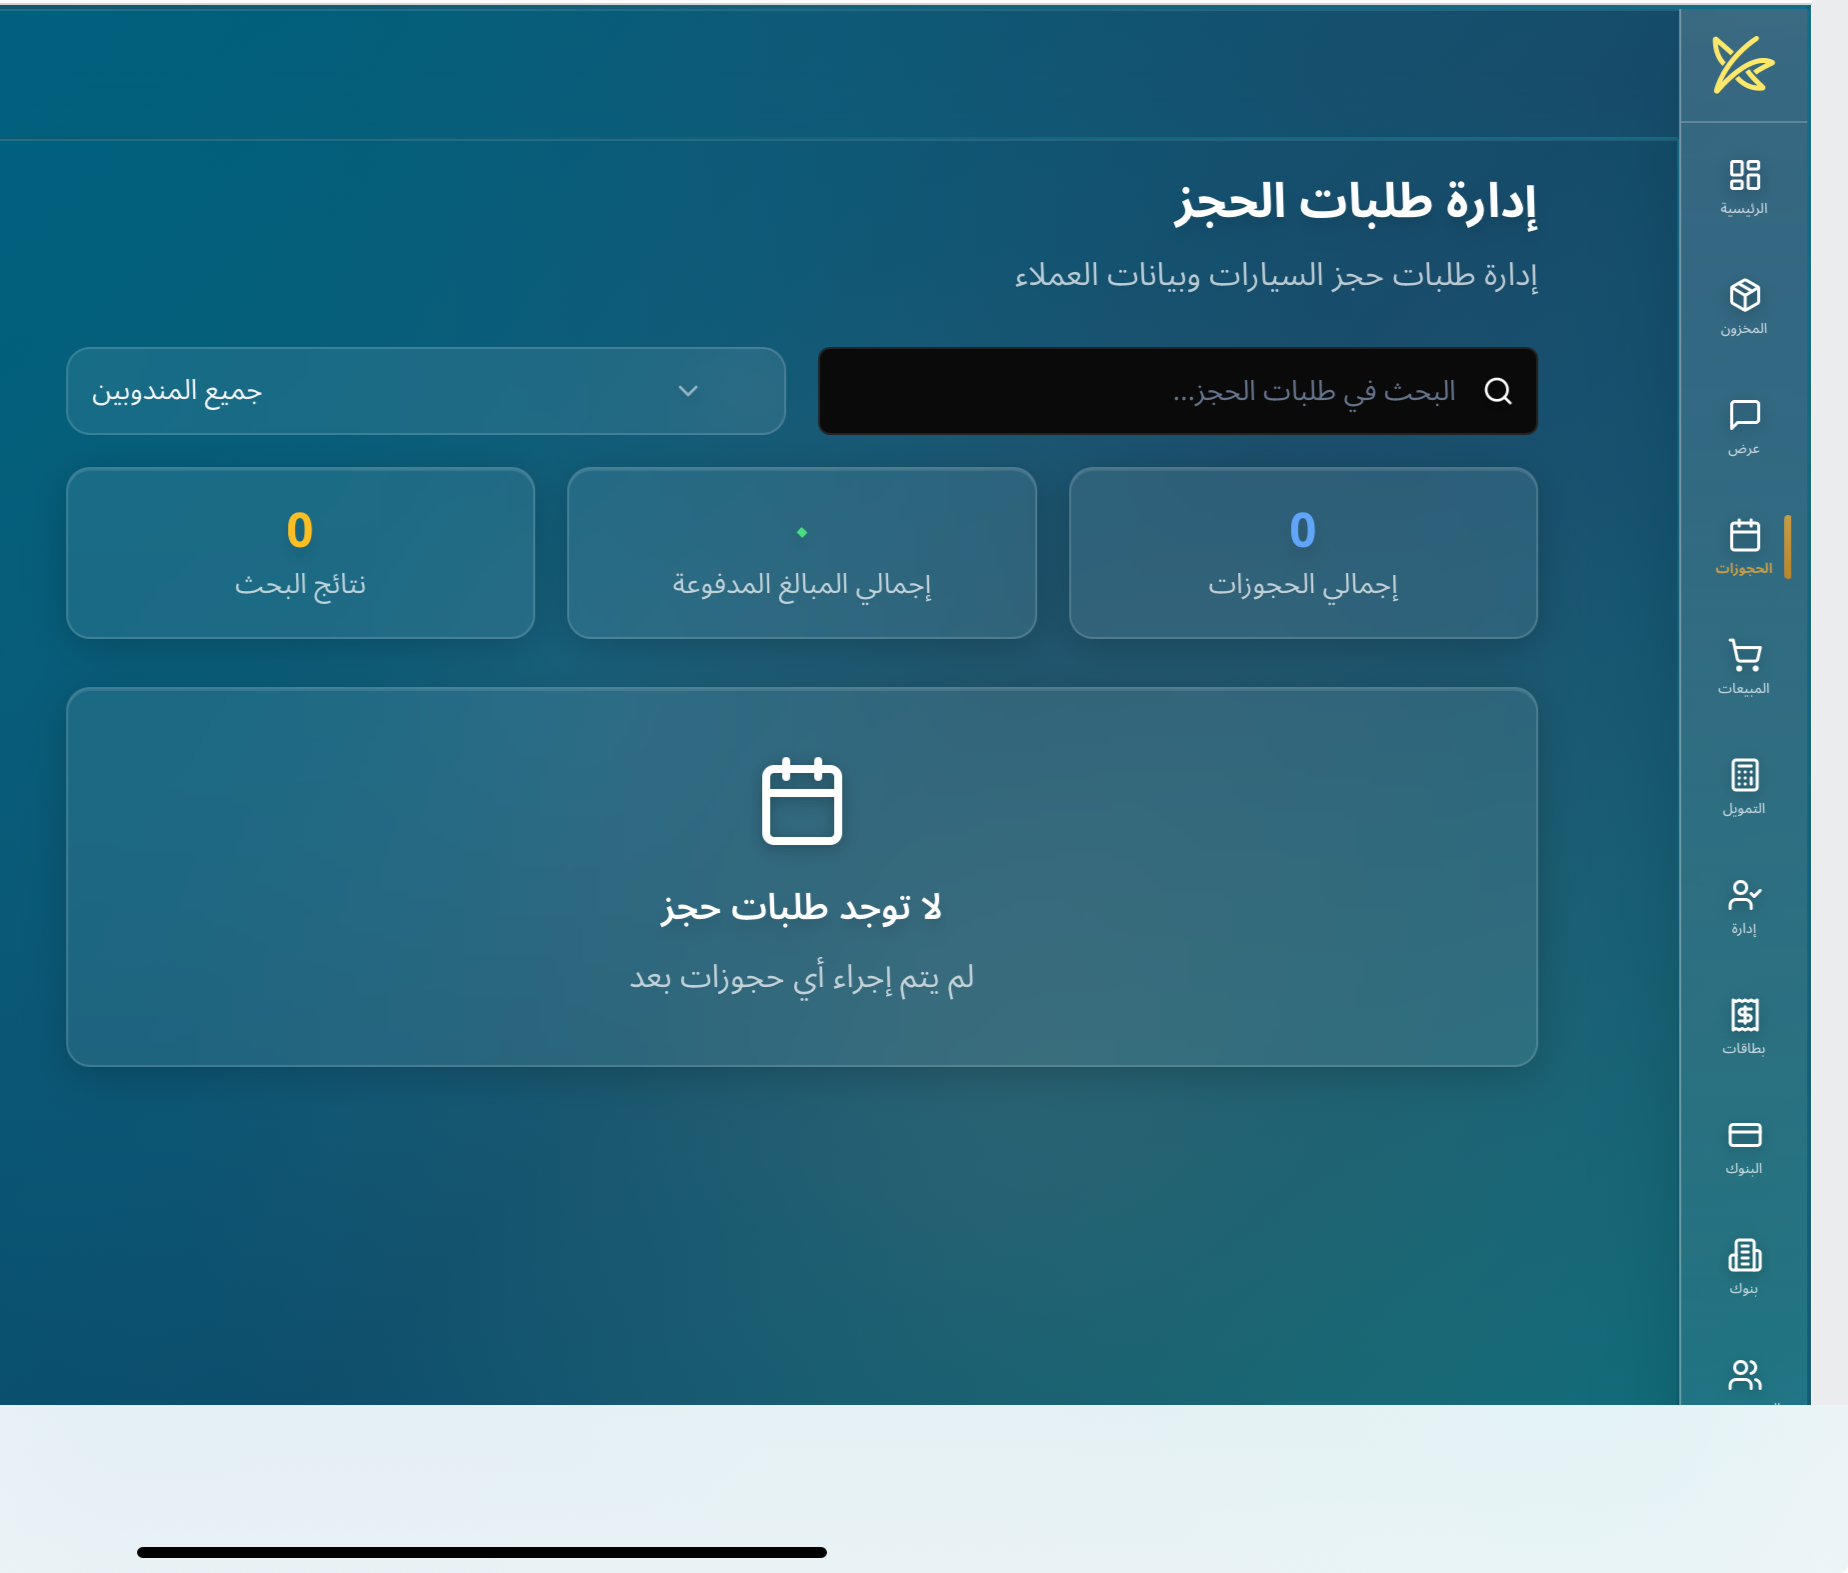 إدارة طلبات الحجز
إدارة طلبات حجز السيارات وبيانات العملاء
البحث في طلبات الحجز...
جميع المندوبين
0
إجمالي الحجوزات
٠
إجمالي المبالغ المدفوعة
0
نتائج البحث
لا توجد طلبات حجز
لم يتم إجراء أي حجوزات بعد
الرئيسية
المخزون
عرض
الحجوزات
المبيعات
التمويل
إدارة
بطاقات
البنوك
بنوك